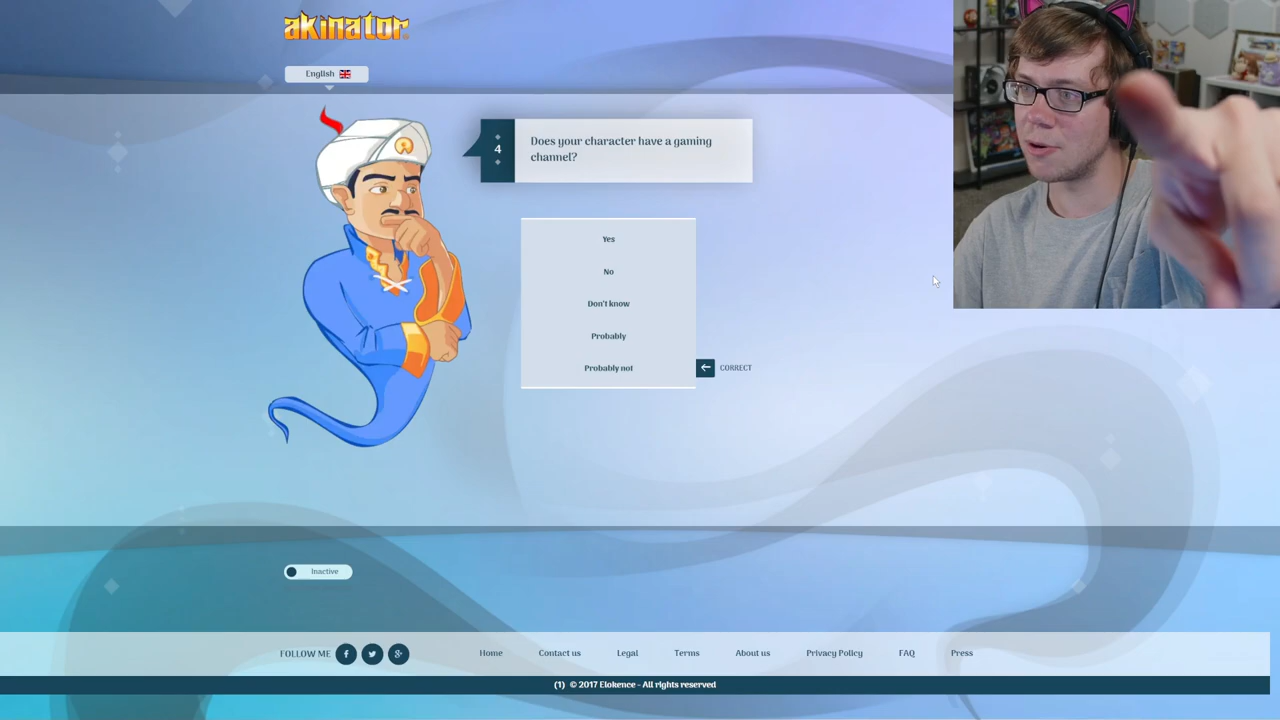 akinator
English
4
Does your character have a gaming
channel?
Yes
No
Don't know
Probably
Probably not
CORRECT
Inactive
FOLLOW ME
Home
Contact us
Legal
Terms
About us
Privacy Policy
FAQ
Press
(1) © 2017 Elokence - All rights reserved